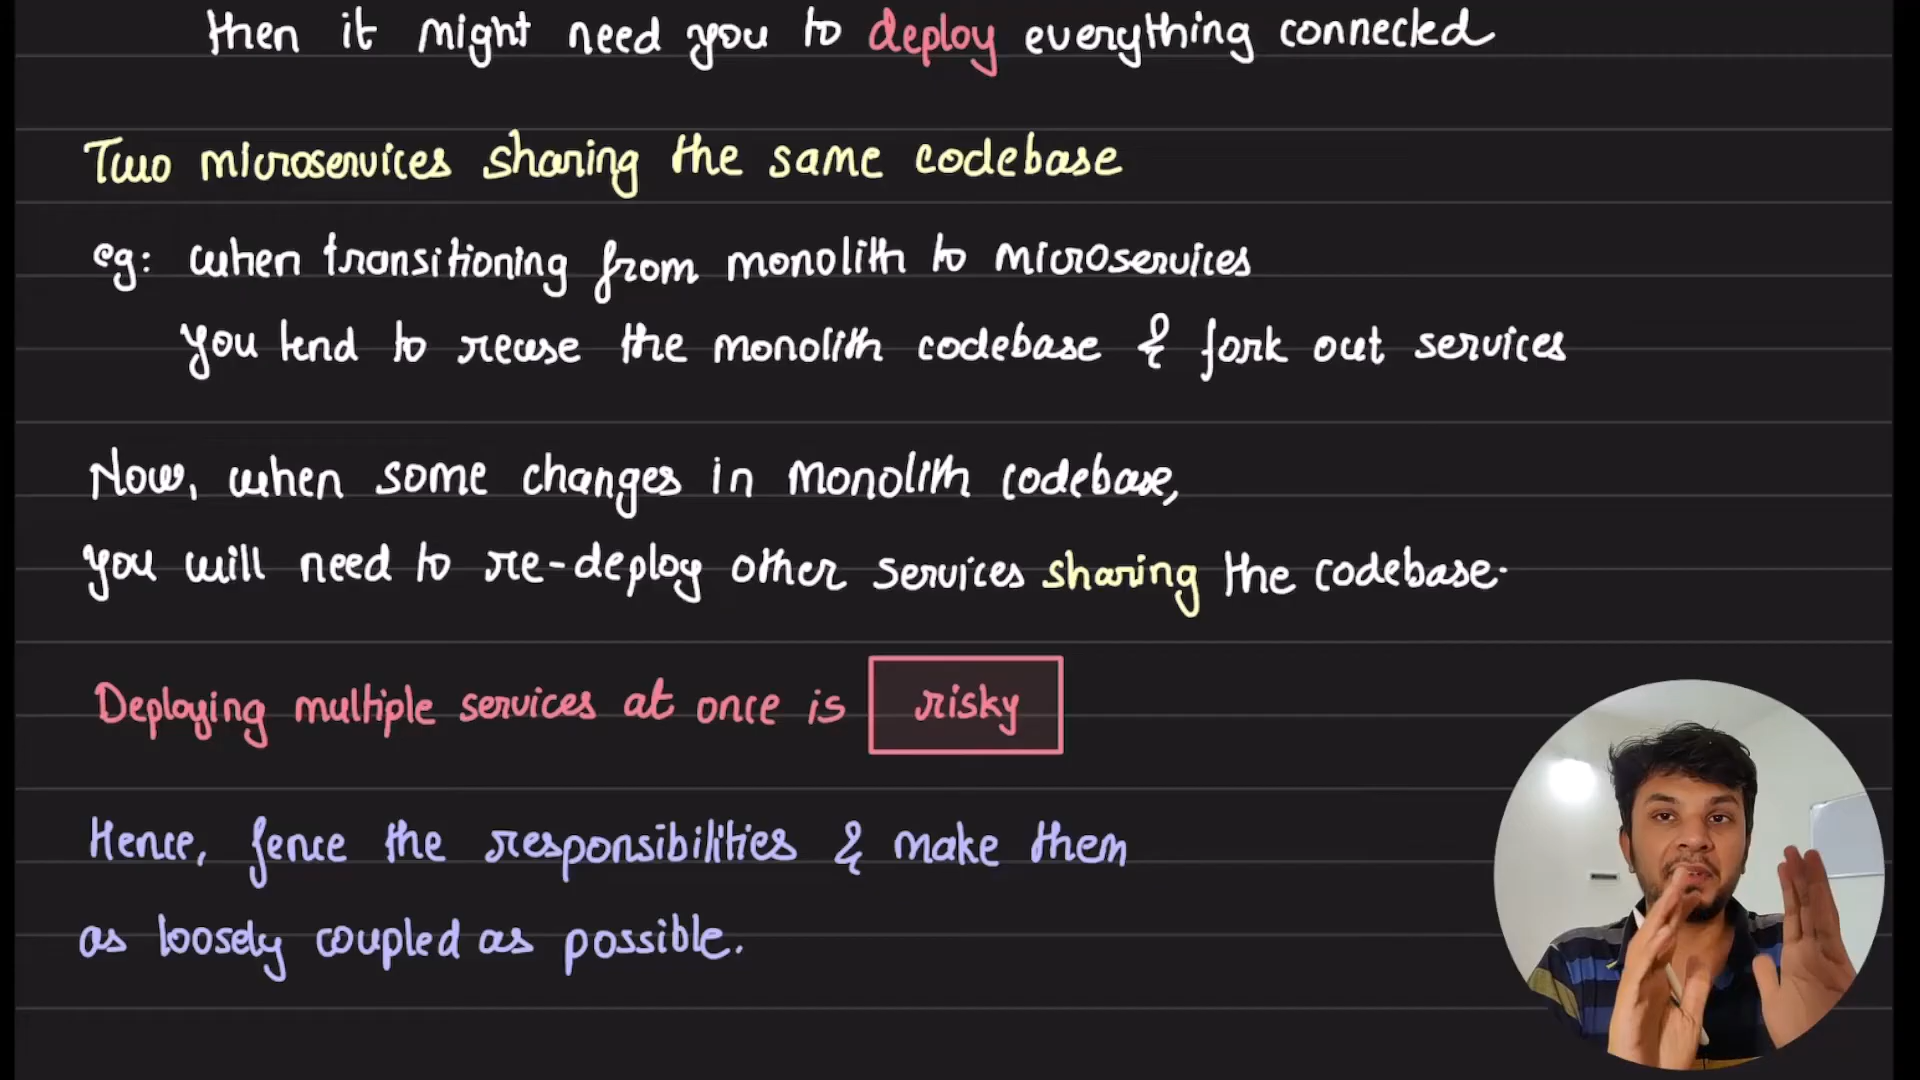 then it might need you to deploy everything connected
Two microservices sharing the same codebase
eg: when transitioning from monolith to microservices
you tend to reuse the monolith codebase & fork out services
Now, when some changes in monolith codebase,
you will need to re-deploy other services sharing the codebase.
Deploying multiple services at once is risky
Hence, fence the responsibilities & make them
as loosely coupled as possible.